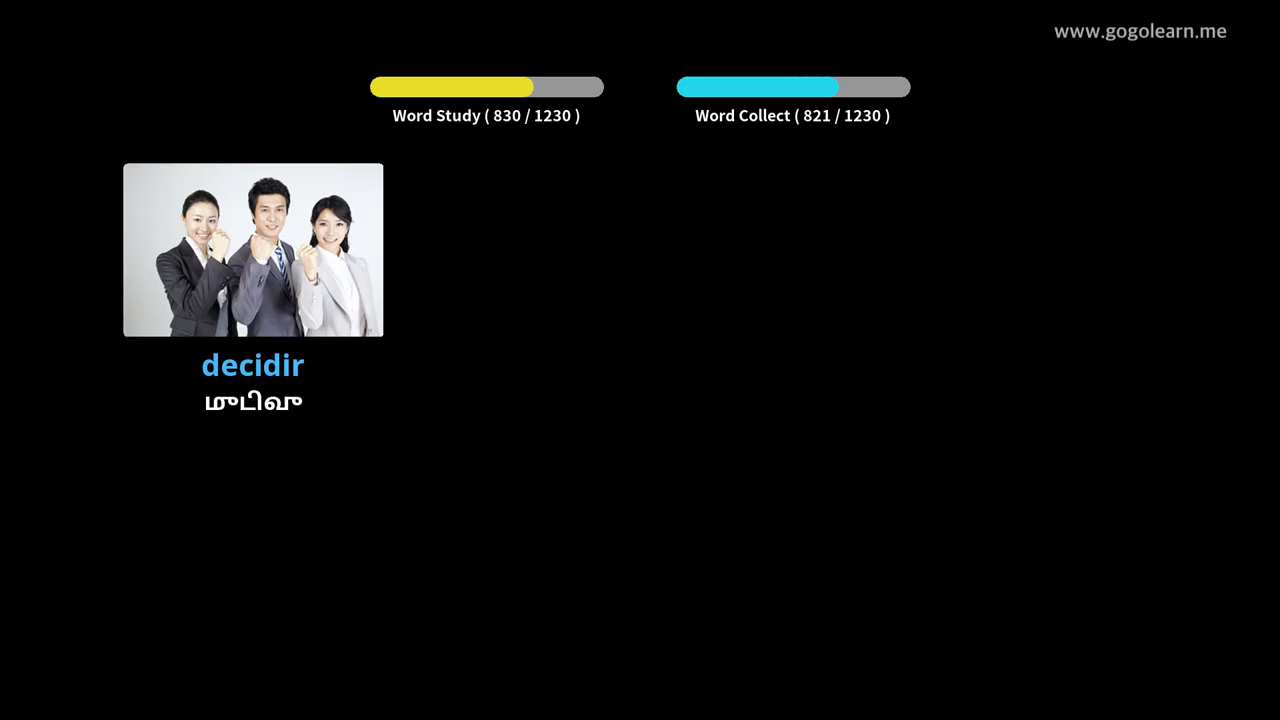 www.gogolearn.me
Word Study ( 830 / 1230 )
Word Collect ( 821 / 1230 )
decidir
முடிவு